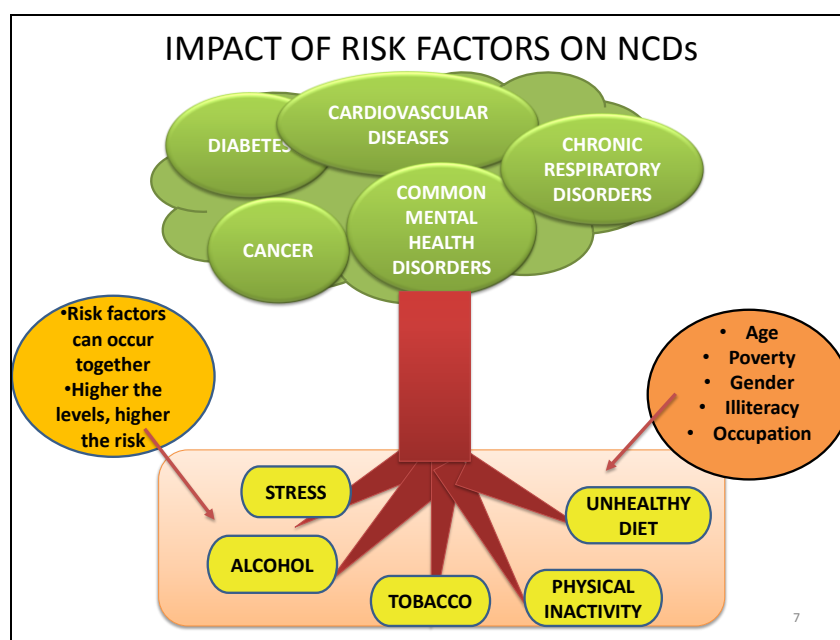 IMPACT OF RISK FACTORS ON NCDs
CARDIOVASCULAR
DISEASES
DIABETES
CHRONIC
RESPIRATORY
DISORDERS
COMMON
MENTAL
HEALTH
DISORDERS
CANCER
•Risk factors
can occur
together
•Higher the
levels, higher
the risk
• Age
• Poverty
• Gender
• Illiteracy
• Occupation
STRESS
UNHEALTHY
DIET
ALCOHOL
TOBACCO
PHYSICAL
INACTIVITY
7